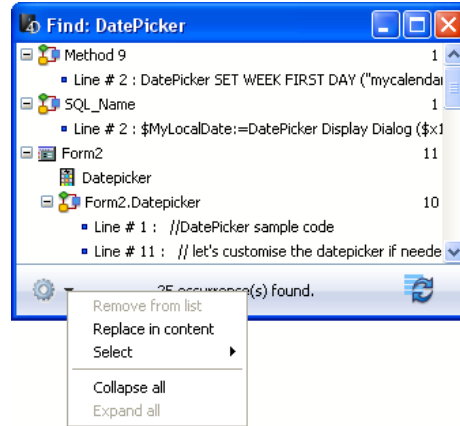 Find: DatePicker
Method 9 1
Line # 2 : DatePicker SET WEEK FIRST DAY ("mycalendar
SQL_Name 1
Line # 2 : $MyLocalDate:=DatePicker Display Dialog ($x1
Form2 11
Datepicker
Form2.Datepicker 10
Line # 1 : //DatePicker sample code
Line # 11 : // let's customise the datepicker if neede
occurrence(s) found.
Remove from list
Replace in content
Select
Collapse all
Expand all